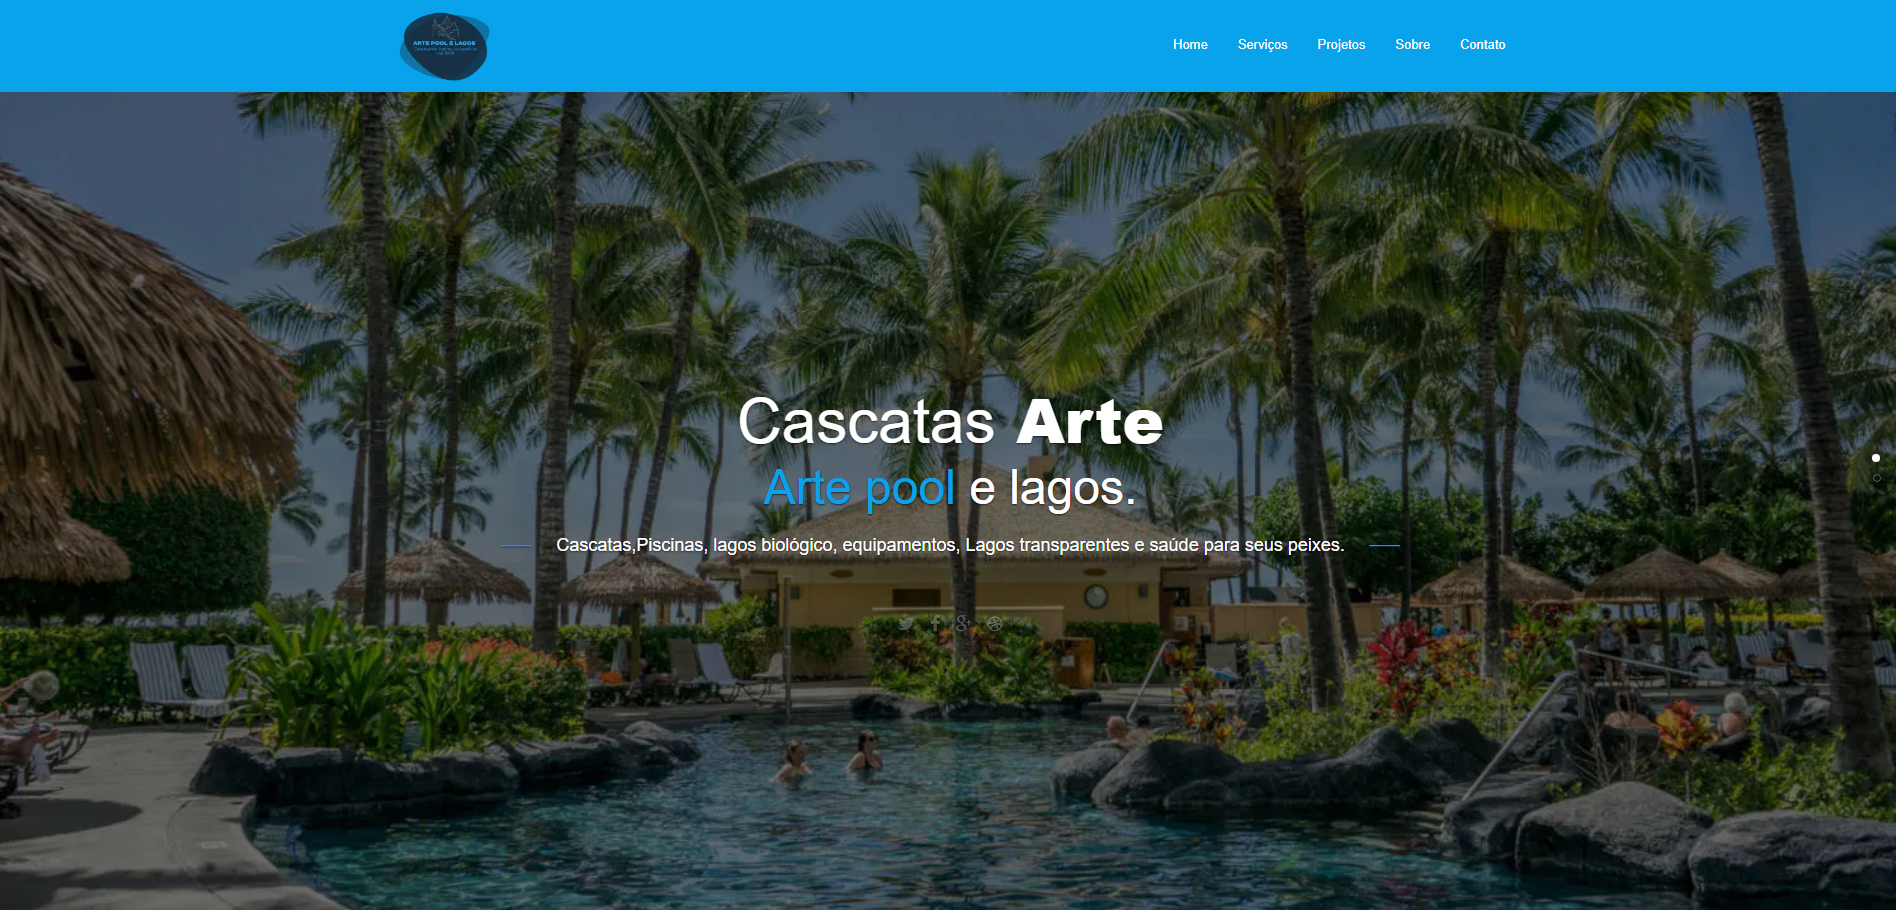 ARTE POOL E LAGOS
Home
Serviços
Projetos
Sobre
Contato
Cascatas Arte
Arte pool e lagos.
Cascatas,Piscinas, lagos biológico, equipamentos, Lagos transparentes e saúde para seus peixes.